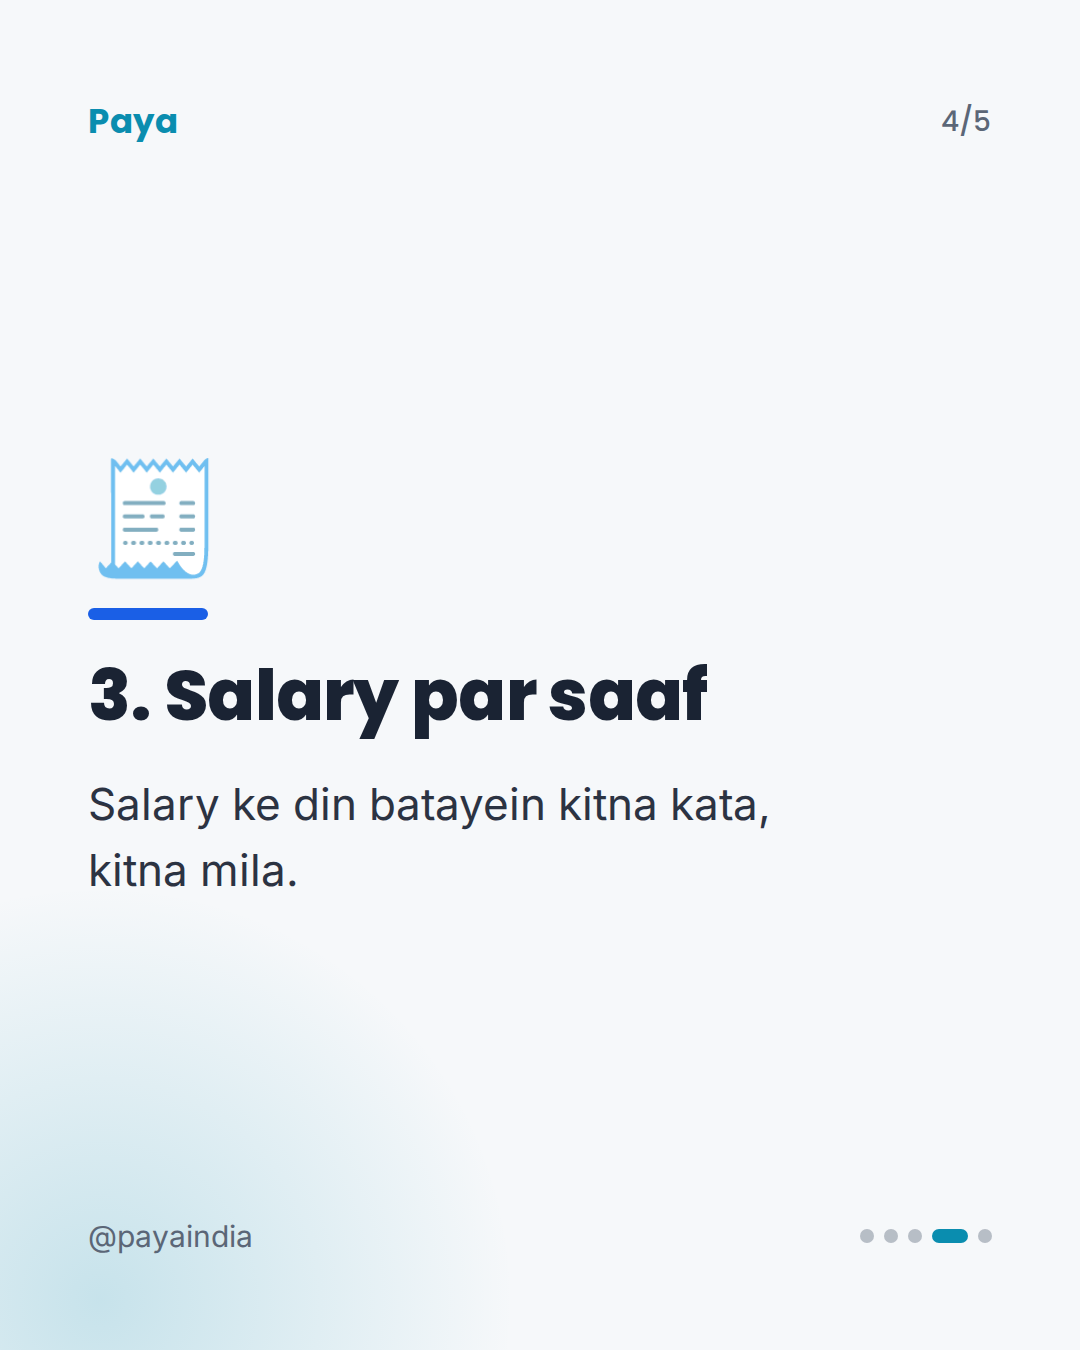 Paya
4/5
3. Salary par saaf
Salary ke din batayein kitna kata,
kitna mila.
@payaindia